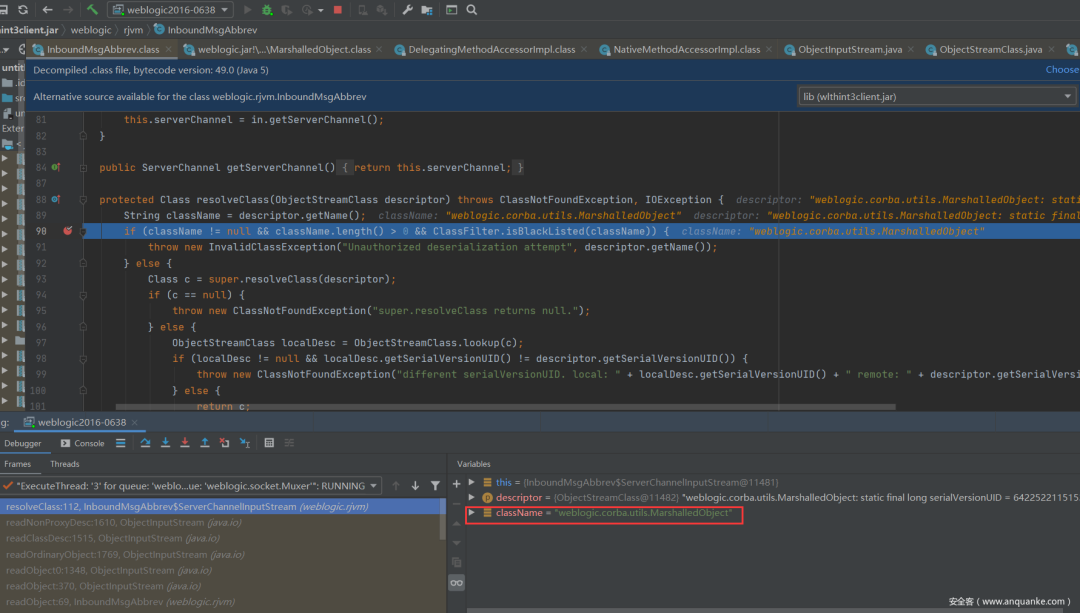 weblogic2016-0638
hint3client.jar › weblogic › rjvm › InboundMsgAbbrev
InboundMsgAbbrev.class × weblogic.jar!\...\MarshalledObject.class × DelegatingMethodAccessorImpl.class × NativeMethodAccessorImpl.class × ObjectInputStream.java × ObjectStreamClass.java ×
Decompiled .class file, bytecode version: 49.0 (Java 5) Choose
Alternative source available for the class weblogic.rjvm.InboundMsgAbbrev lib (wlthint3client.jar)
unti
.id
src
un
Exter
81 this.serverChannel = in.getServerChannel();
82 }
83
84 public ServerChannel getServerChannel() { return this.serverChannel; }
87
88 protected Class resolveClass(ObjectStreamClass descriptor) throws ClassNotFoundException, IOException { descriptor: "weblogic.corba.utils.MarshalledObject: stati
89 String className = descriptor.getName(); className: "weblogic.corba.utils.MarshalledObject" descriptor: "weblogic.corba.utils.MarshalledObject: static final
90 if (className != null && className.length() > 0 && ClassFilter.isBlackListed(className)) { className: "weblogic.corba.utils.MarshalledObject"
91 throw new InvalidClassException("Unauthorized deserialization attempt", descriptor.getName());
92 } else {
93 Class c = super.resolveClass(descriptor);
94 if (c == null) {
95 throw new ClassNotFoundException("super.resolveClass returns null.");
96 } else {
97 ObjectStreamClass localDesc = ObjectStreamClass.lookup(c);
98 if (localDesc != null && localDesc.getSerialVersionUID() != descriptor.getSerialVersionUID()) {
99 throw new ClassNotFoundException("different serialVersionUID. local: " + localDesc.getSerialVersionUID() + " remote: " + descriptor.getSerialVersi
100 } else {
101 return c;
g: weblogic2016-0638 ×
Debugger Console
Frames Threads
"ExecuteThread: '3' for queue: 'weblo...ue: 'weblogic.socket.Muxer'": RUNNING
resolveClass:112, InboundMsgAbbrev$ServerChannelInputStream (weblogic.rjvm)
readNonProxyDesc:1610, ObjectInputStream (java.io)
readClassDesc:1515, ObjectInputStream (java.io)
readOrdinaryObject:1769, ObjectInputStream (java.io)
readObject0:1348, ObjectInputStream (java.io)
readObject:370, ObjectInputStream (java.io)
readObject:69, InboundMsgAbbrev (weblogic.rjvm)
Variables
this = {InboundMsgAbbrev$ServerChannelInputStream@11481}
descriptor = {ObjectStreamClass@11482} "weblogic.corba.utils.MarshalledObject: static final long serialVersionUID = 642252211515
className = "weblogic.corba.utils.MarshalledObject"
安全客（www.anquanke.com）